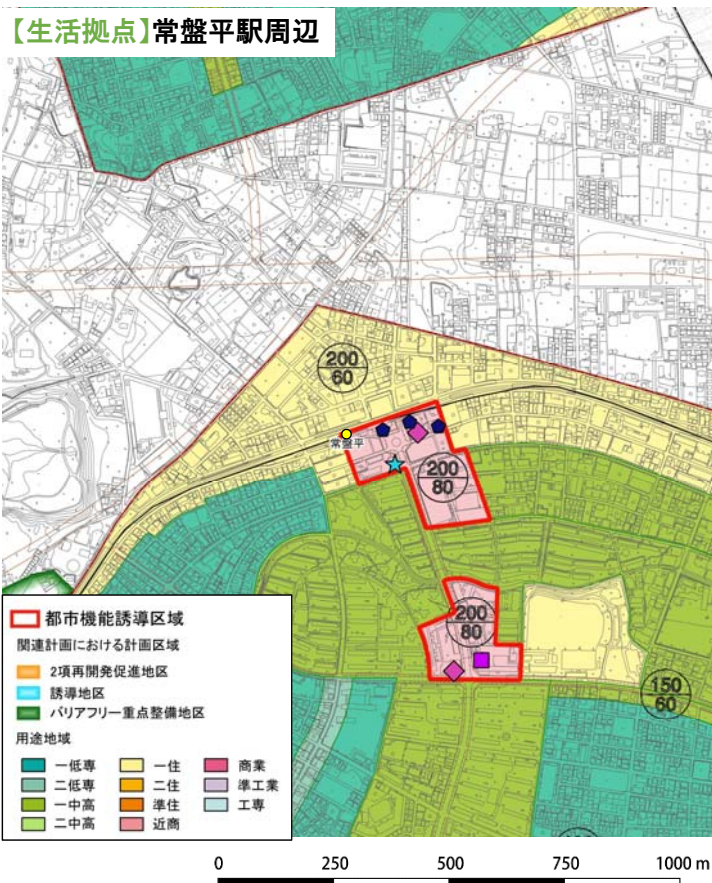 【生活拠点】常盤平駅周辺
200
60
常盤平
200
80
200
80
150
60
都市機能誘導区域
関連計画における計画区域
2項再開発促進地区
誘導地区
バリアフリー重点整備地区
用途地域
一低専 一住 商業
二低専 二住 準工業
一中高 準住 工専
二中高 近商
0 250 500 750 1000 m